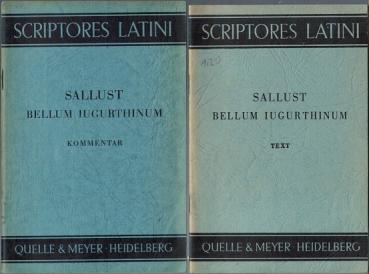 SCRIPTORES LATINI
SALLUST
BELLUM IUGURTHINUM
KOMMENTAR
QUELLE & MEYER · HEIDELBERG
SCRIPTORES LATINI
SALLUST
BELLUM IUGURTHINUM
TEXT
QUELLE & MEYER · HEIDELBERG